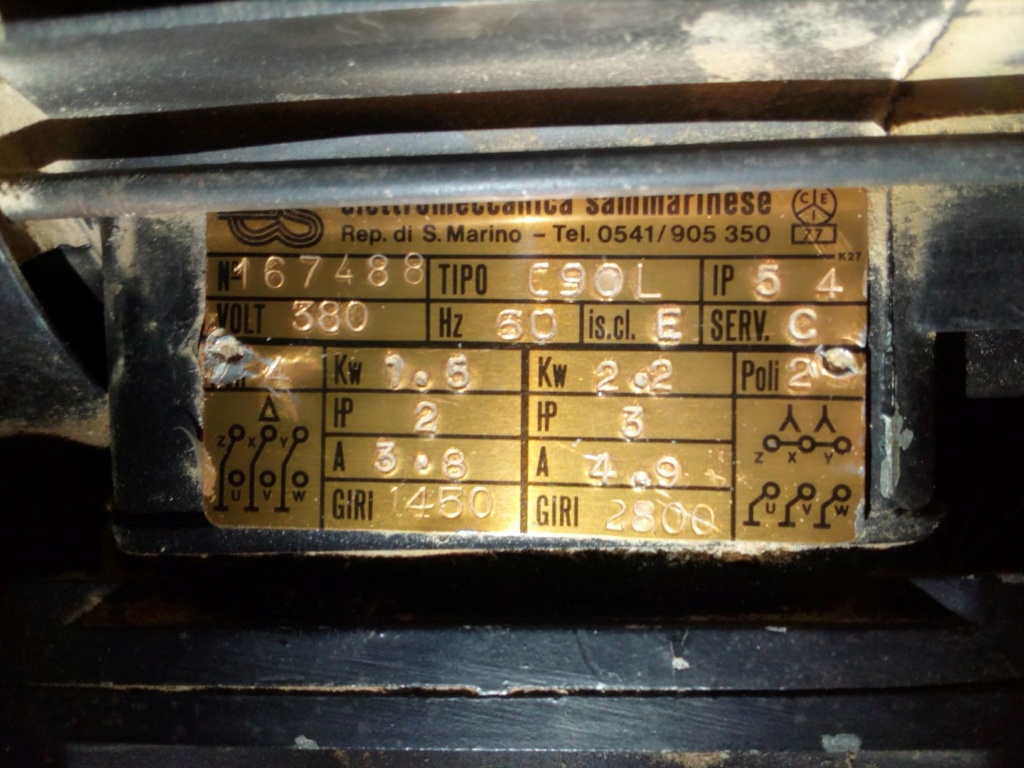 elettromeccanica sammarinese
Rep. di S. Marino – Tel. 0541/905 350
CEI
77
K27
Nº 167488 TIPO C90L IP 54
VOLT 380 Hz 60 is.cl. E SERV. C
4 Kw 1.5 Kw 2.2 Poli 2
Δ HP 2 HP 3
Z X Y A 3.8 A 4.9 Z X Y
U V W GIRI 1450 GIRI 2800 U V W